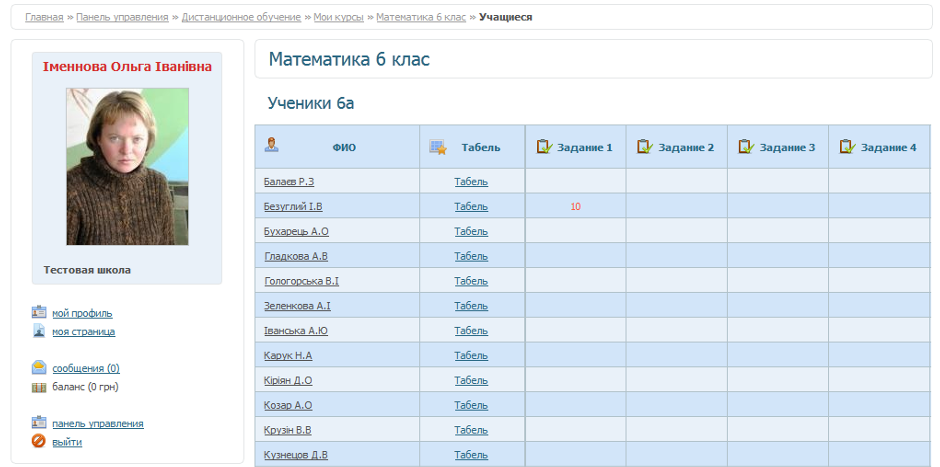 Главная » Панель управления » Дистанционное обучение » Мои курсы » Математика 6 клас » Учащиеся
Іменнова Ольга Іванівна
Тестовая школа
мой профиль
моя страница
сообщения (0)
баланс (0 грн)
панель управления
выйти
Математика 6 клас
Ученики 6а
ФИО Табель Задание 1 Задание 2 Задание 3 Задание 4
Балаєв Р.З Табель
Безуглий І.В Табель 10
Бухарець А.О Табель
Гладкова А.В Табель
Гологорська В.І Табель
Зеленкова А.І Табель
Іванська А.Ю Табель
Карук Н.А Табель
Кіріян Д.О Табель
Козар А.О Табель
Крузін В.В Табель
Кузнецов Д.В Табель